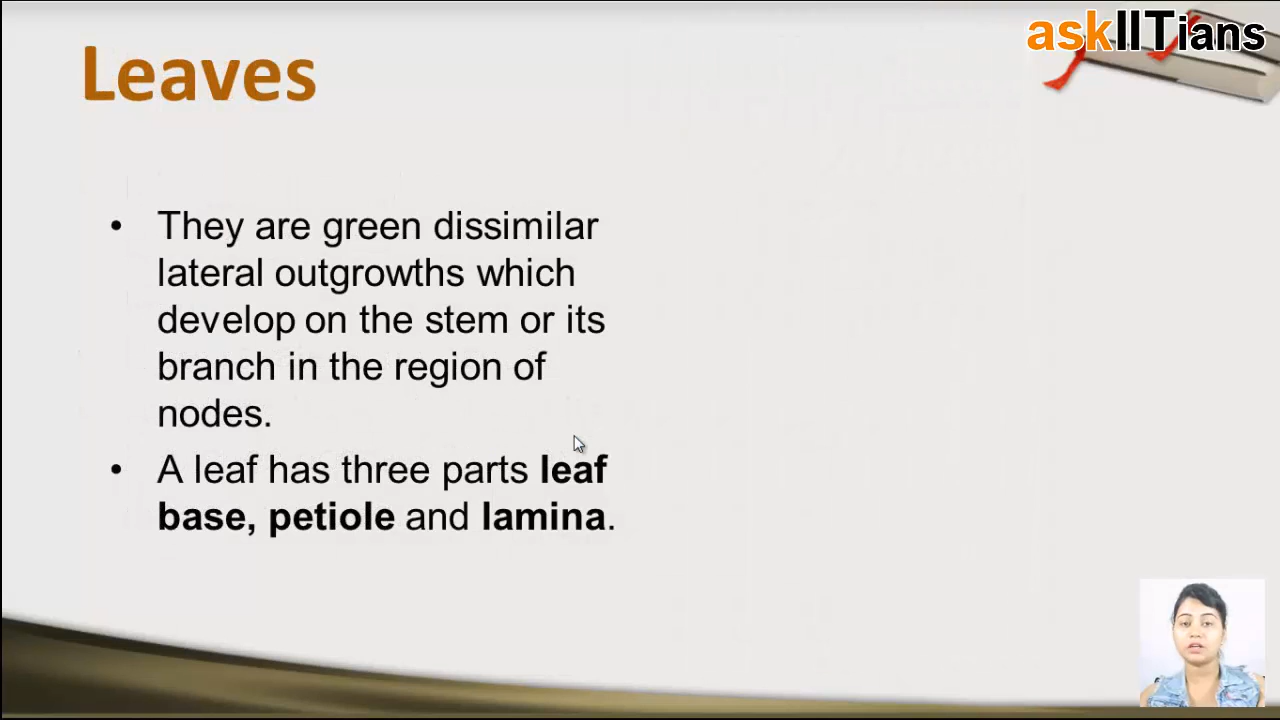 askIITians
Leaves
• They are green dissimilar
lateral outgrowths which
develop on the stem or its
branch in the region of
nodes.
• A leaf has three parts leaf
base, petiole and lamina.